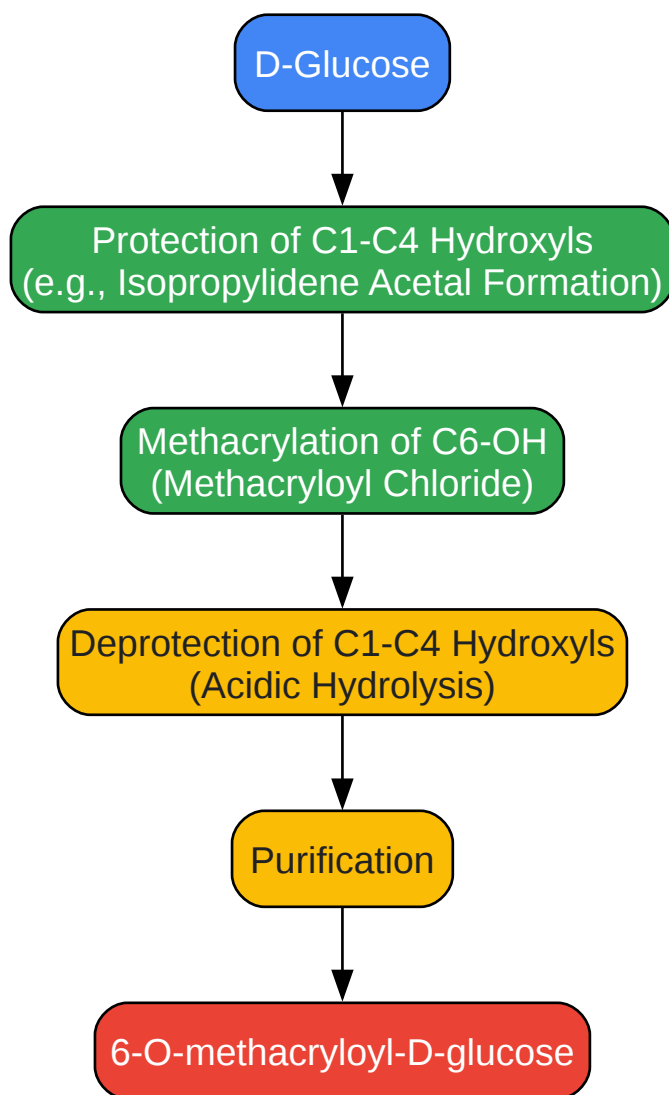 D-Glucose
Protection of C1-C4 Hydroxyls
(e.g., Isopropylidene Acetal Formation)
Methacrylation of C6-OH
(Methacryloyl Chloride)
Deprotection of C1-C4 Hydroxyls
(Acidic Hydrolysis)
Purification
6-O-methacryloyl-D-glucose